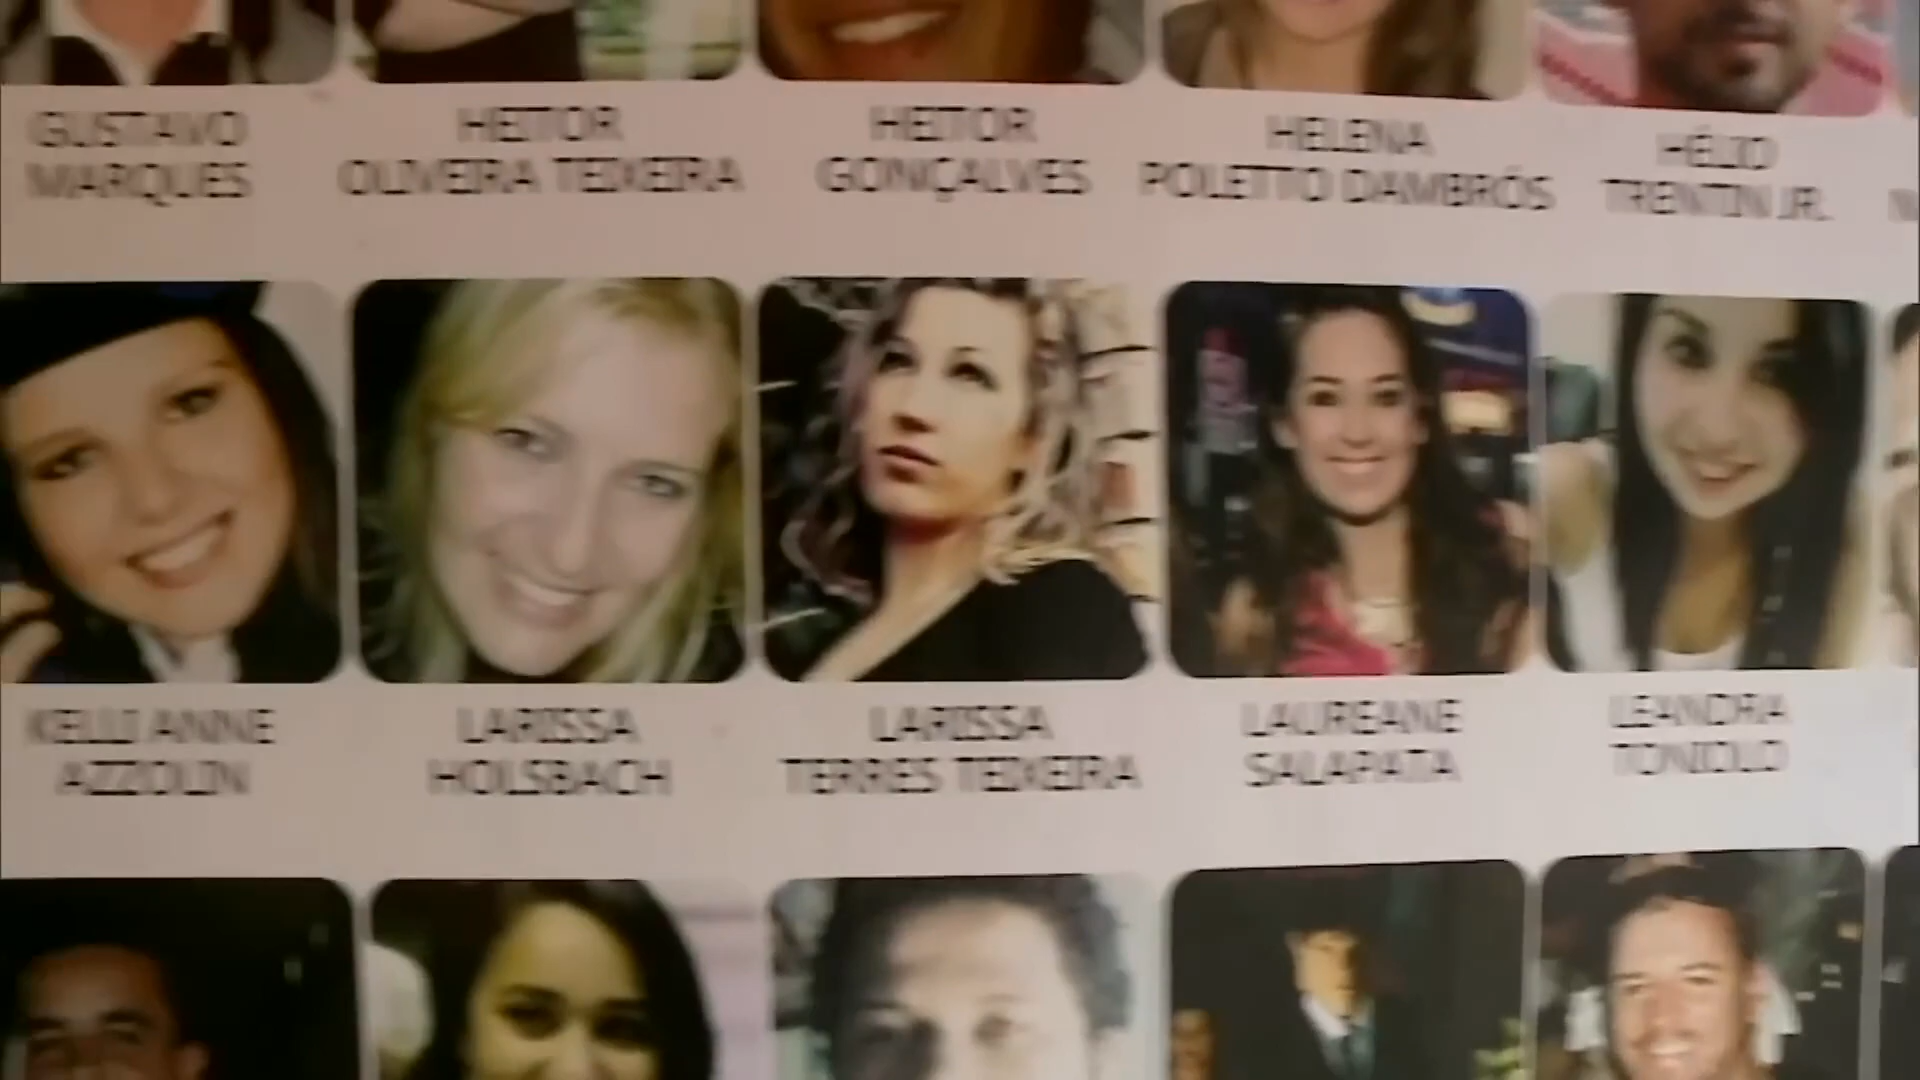 GUSTAVO
MARQUES
HEITOR
OLIVEIRA TEIXEIRA
HEITOR
GONÇALVES
HELENA
POLETTO DAMBRÓS
HÉLIO
TRENTIN JR.
KELLI ANNE
AZZOLIN
LARISSA
HOLSBACH
LARISSA
TERRES TEIXEIRA
LAUREANE
SALAPATA
LEANDRA
TONIOLO